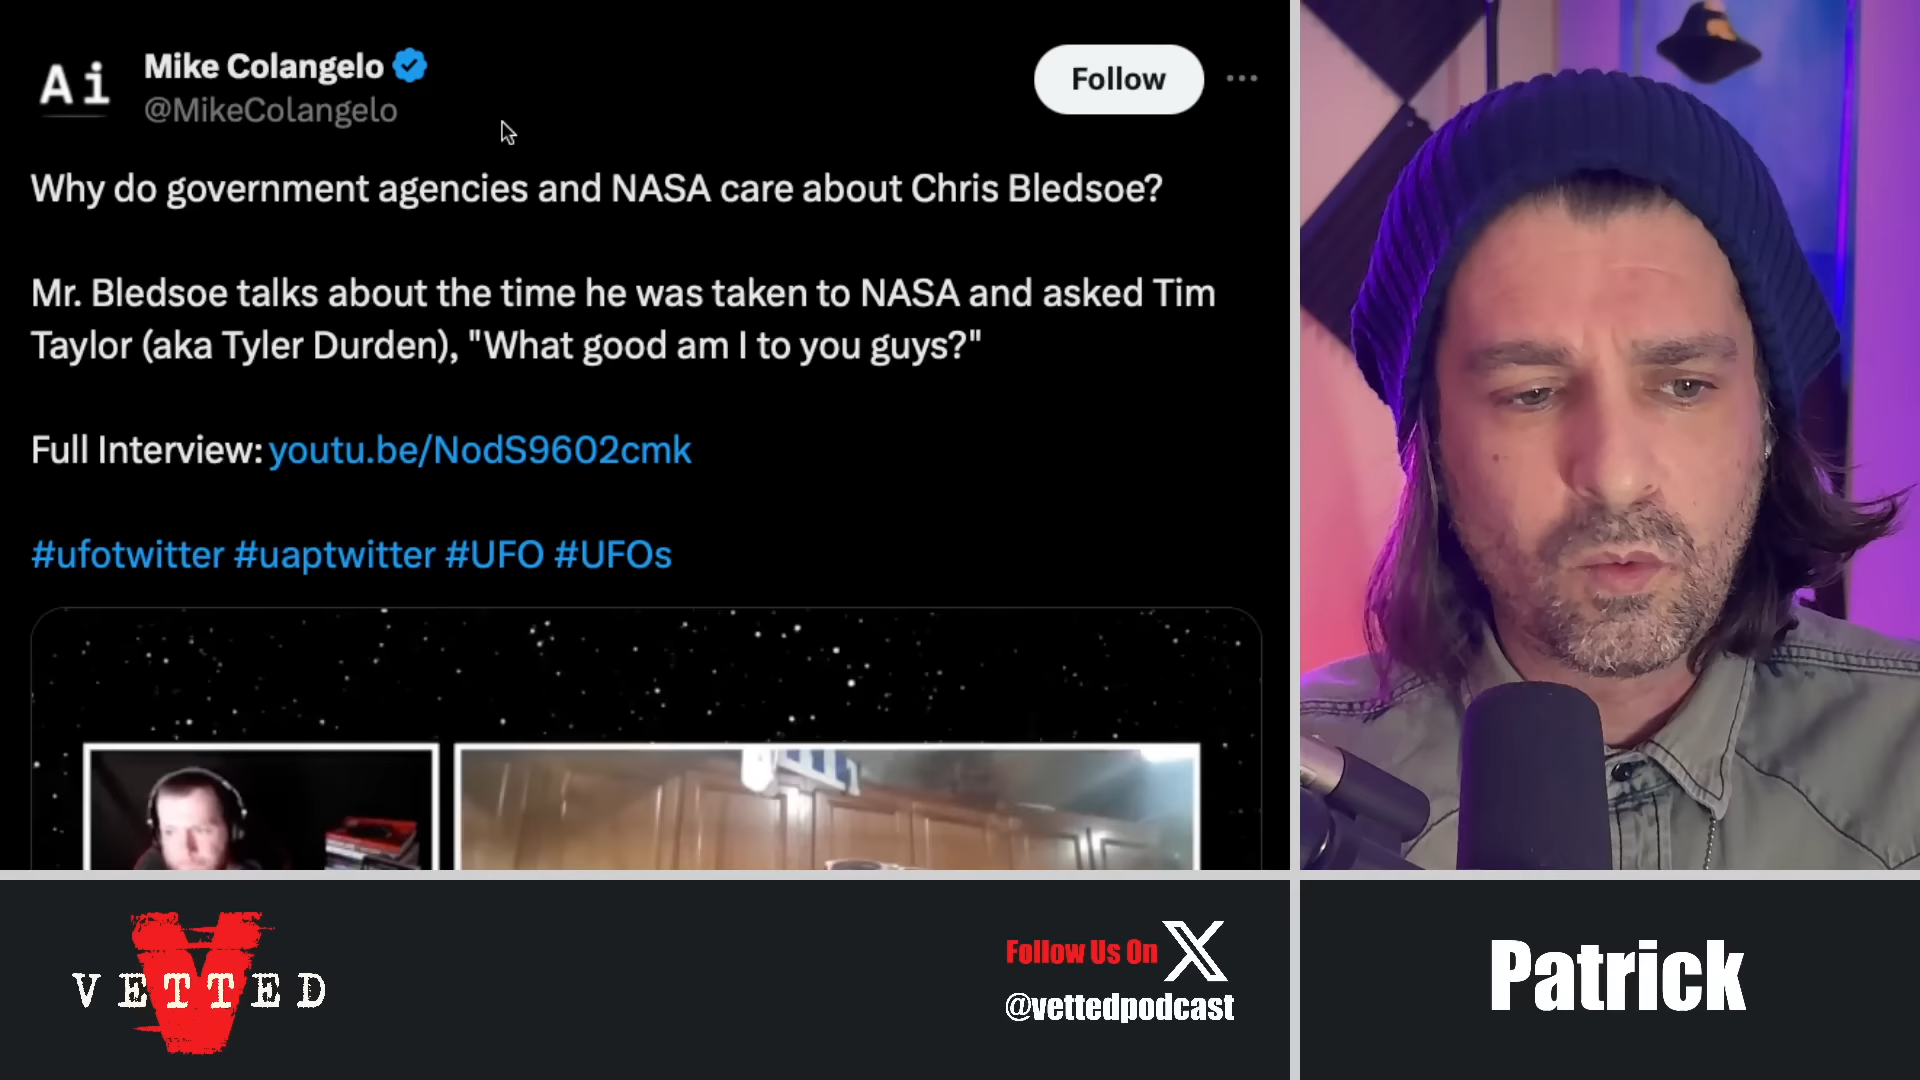 Ai
Mike Colangelo
@MikeColangelo
Follow
Why do government agencies and NASA care about Chris Bledsoe?
Mr. Bledsoe talks about the time he was taken to NASA and asked Tim
Taylor (aka Tyler Durden), "What good am I to you guys?"
Full Interview: youtu.be/NodS9602cmk
#ufotwitter #uaptwitter #UFO #UFOs
VETTED
Follow Us On X
@vettedpodcast
Patrick